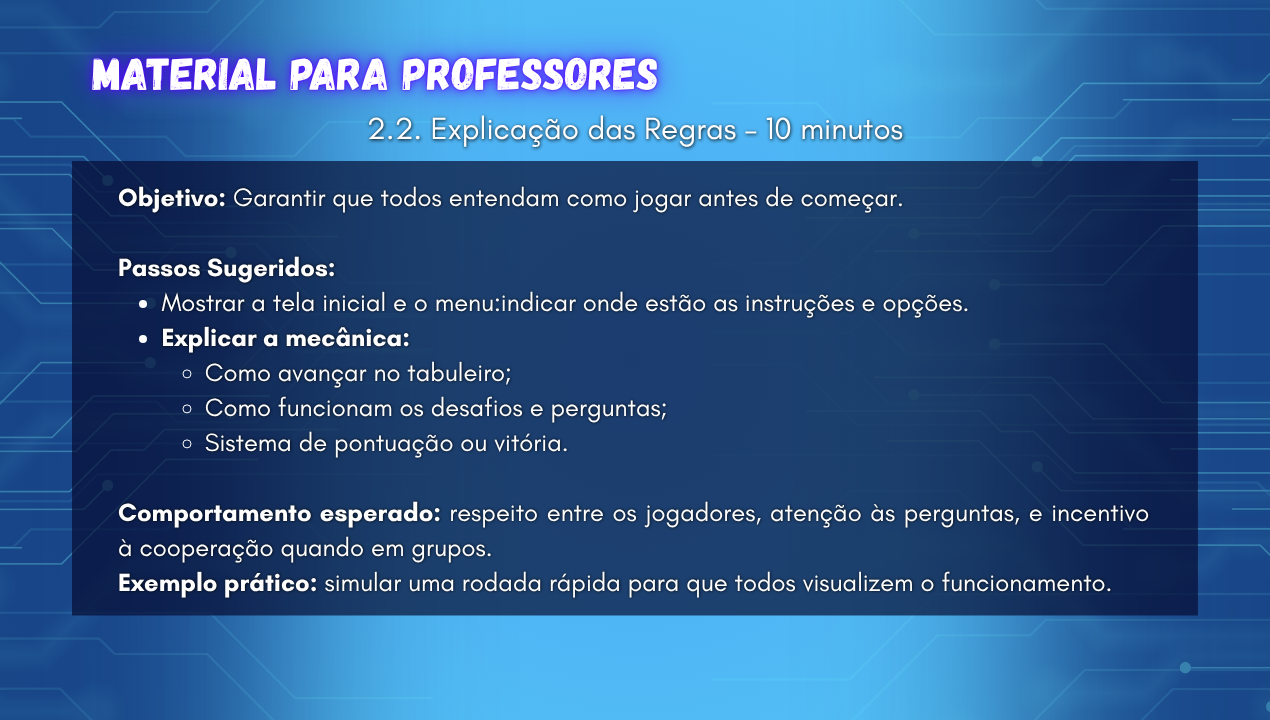 MATERIAL PARA PROFESSORES
2.2. Explicação das Regras – 10 minutos
Objetivo: Garantir que todos entendam como jogar antes de começar.
Passos Sugeridos:
• Mostrar a tela inicial e o menu:indicar onde estão as instruções e opções.
• Explicar a mecânica:
◦ Como avançar no tabuleiro;
◦ Como funcionam os desafios e perguntas;
◦ Sistema de pontuação ou vitória.
Comportamento esperado: respeito entre os jogadores, atenção às perguntas, e incentivo
à cooperação quando em grupos.
Exemplo prático: simular uma rodada rápida para que todos visualizem o funcionamento.